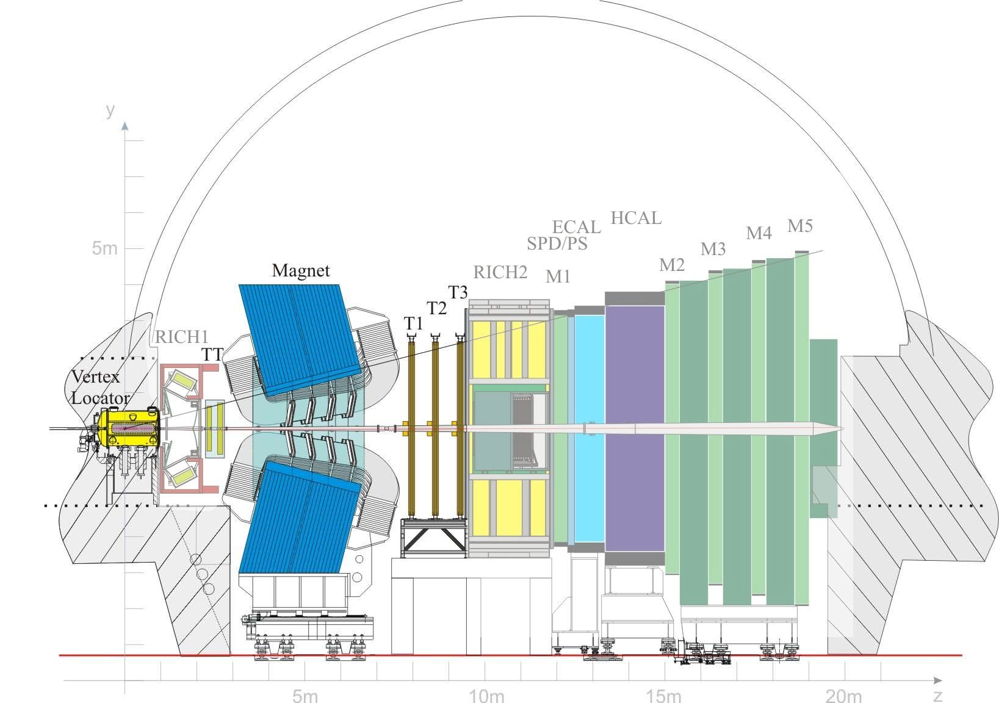 y
5m
HCAL
ECAL
M5
M4
SPD/PS
M3
M2
Magnet
RICH2
M1
T3
T2
T1
RICH1
TT
Vertex
Locator
5m
10m
15m
20m
z